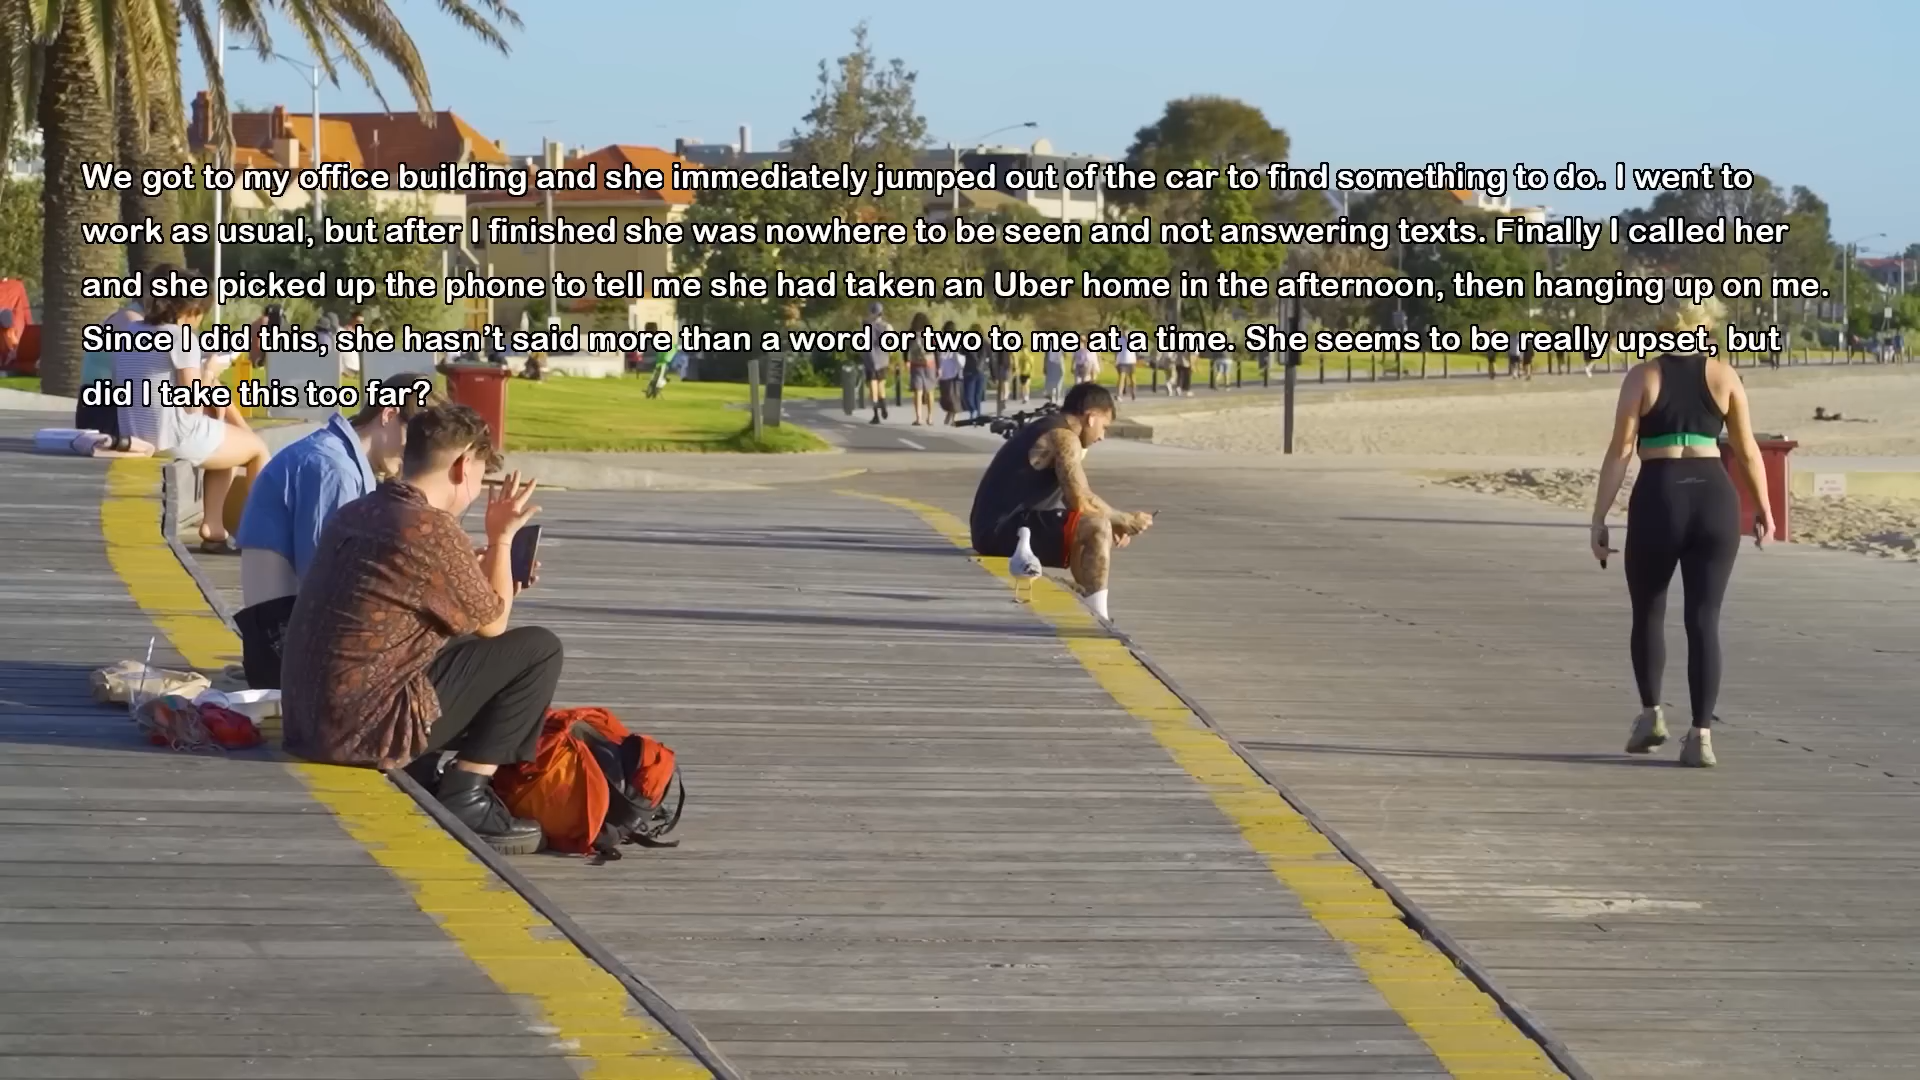 We got to my office building and she immediately jumped out of the car to find something to do. I went to
work as usual, but after I finished she was nowhere to be seen and not answering texts. Finally I called her
and she picked up the phone to tell me she had taken an Uber home in the afternoon, then hanging up on me.
Since I did this, she hasn’t said more than a word or two to me at a time. She seems to be really upset, but
did I take this too far?